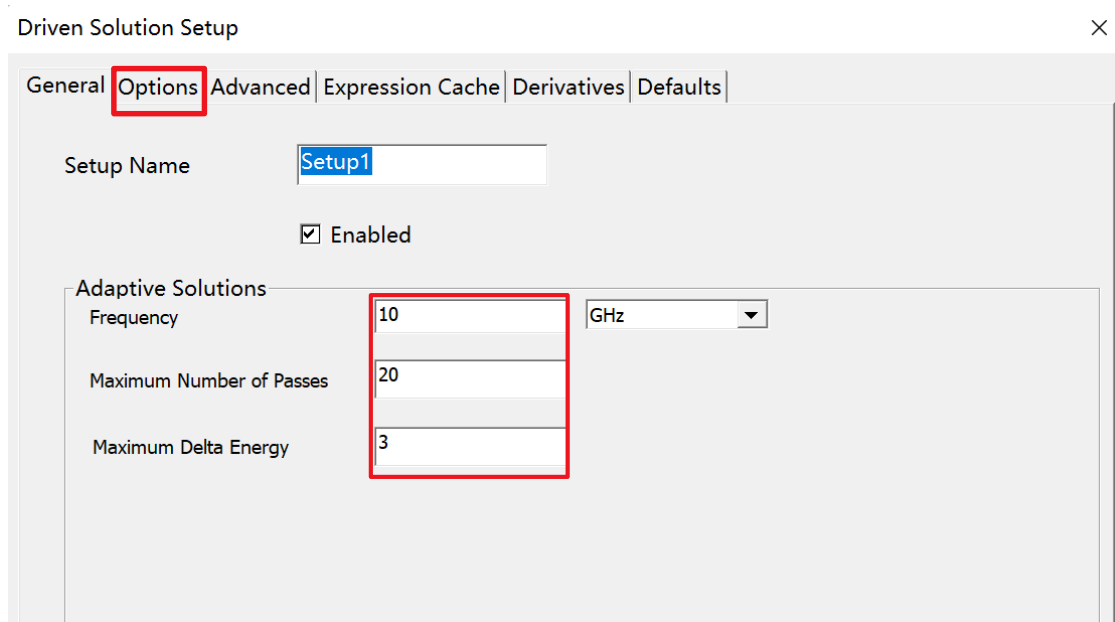 Driven Solution Setup
General Options Advanced Expression Cache Derivatives Defaults
Setup Name Setup1
Enabled
Adaptive Solutions
Frequency 10 GHz
Maximum Number of Passes 20
Maximum Delta Energy 3